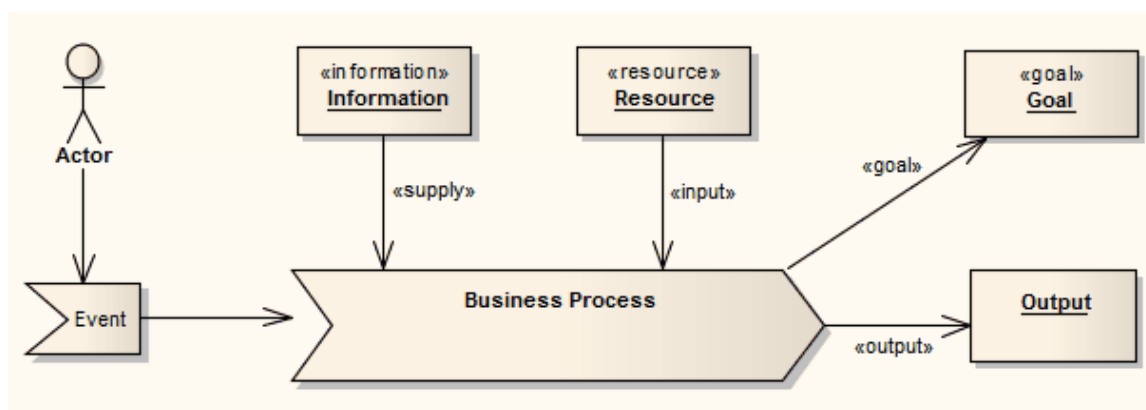 «information»
Information
«resource»
Resource
«goal»
Goal
Actor
«supply»
«input»
«goal»
Event
Business Process
Output
«output»